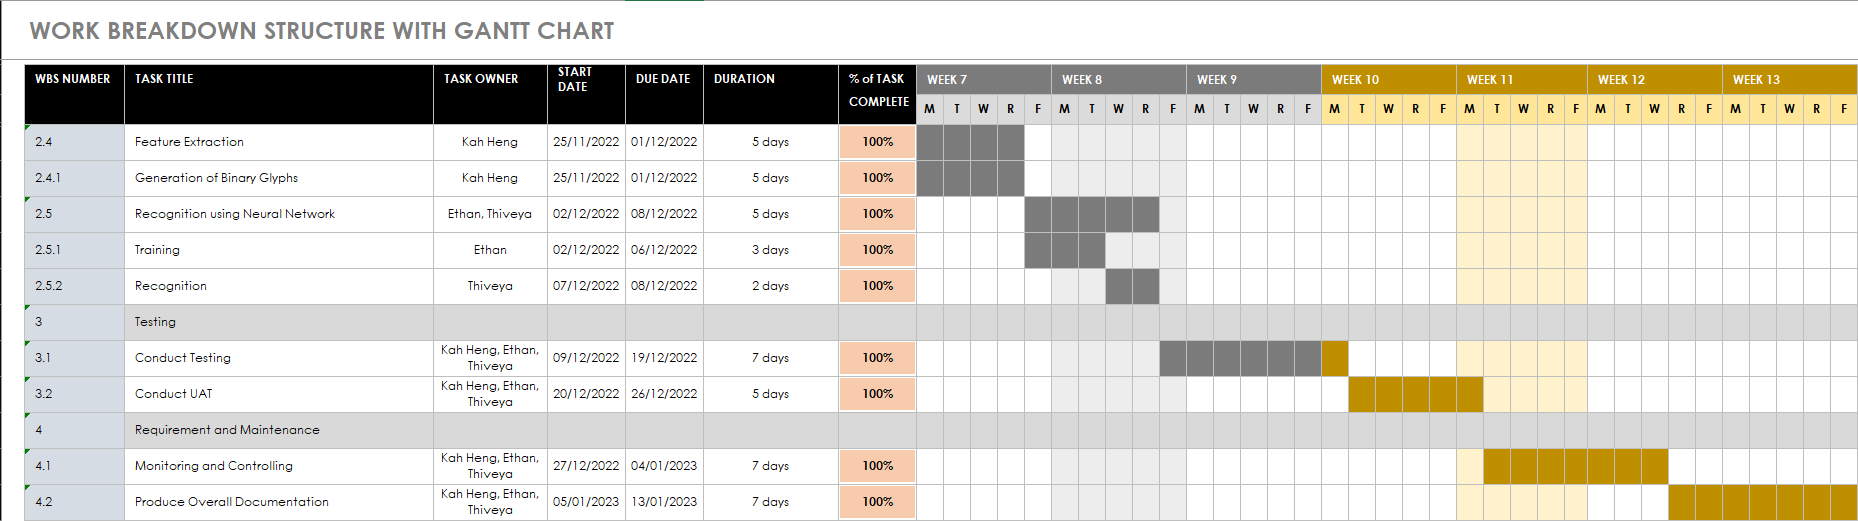 WORK BREAKDOWN STRUCTURE WITH GANTT CHART
WBS NUMBER TASK TITLE TASK OWNER START DATE DUE DATE DURATION % of TASK COMPLETE WEEK 7 WEEK 8 WEEK 9 WEEK 10 WEEK 11 WEEK 12 WEEK 13
M T W R F M T W R F M T W R F M T W R F M T W R F M T W R F M T W R F
2.4 Feature Extraction Kah Heng 25/11/2022 01/12/2022 5 days 100%
2.4.1 Generation of Binary Glyphs Kah Heng 25/11/2022 01/12/2022 5 days 100%
2.5 Recognition using Neural Network Ethan, Thiveya 02/12/2022 08/12/2022 5 days 100%
2.5.1 Training Ethan 02/12/2022 06/12/2022 3 days 100%
2.5.2 Recognition Thiveya 07/12/2022 08/12/2022 2 days 100%
3 Testing
3.1 Conduct Testing Kah Heng, Ethan, Thiveya 09/12/2022 19/12/2022 7 days 100%
3.2 Conduct UAT Kah Heng, Ethan, Thiveya 20/12/2022 26/12/2022 5 days 100%
4 Requirement and Maintenance
4.1 Monitoring and Controlling Kah Heng, Ethan, Thiveya 27/12/2022 04/01/2023 7 days 100%
4.2 Produce Overall Documentation Kah Heng, Ethan, Thiveya 05/01/2023 13/01/2023 7 days 100%